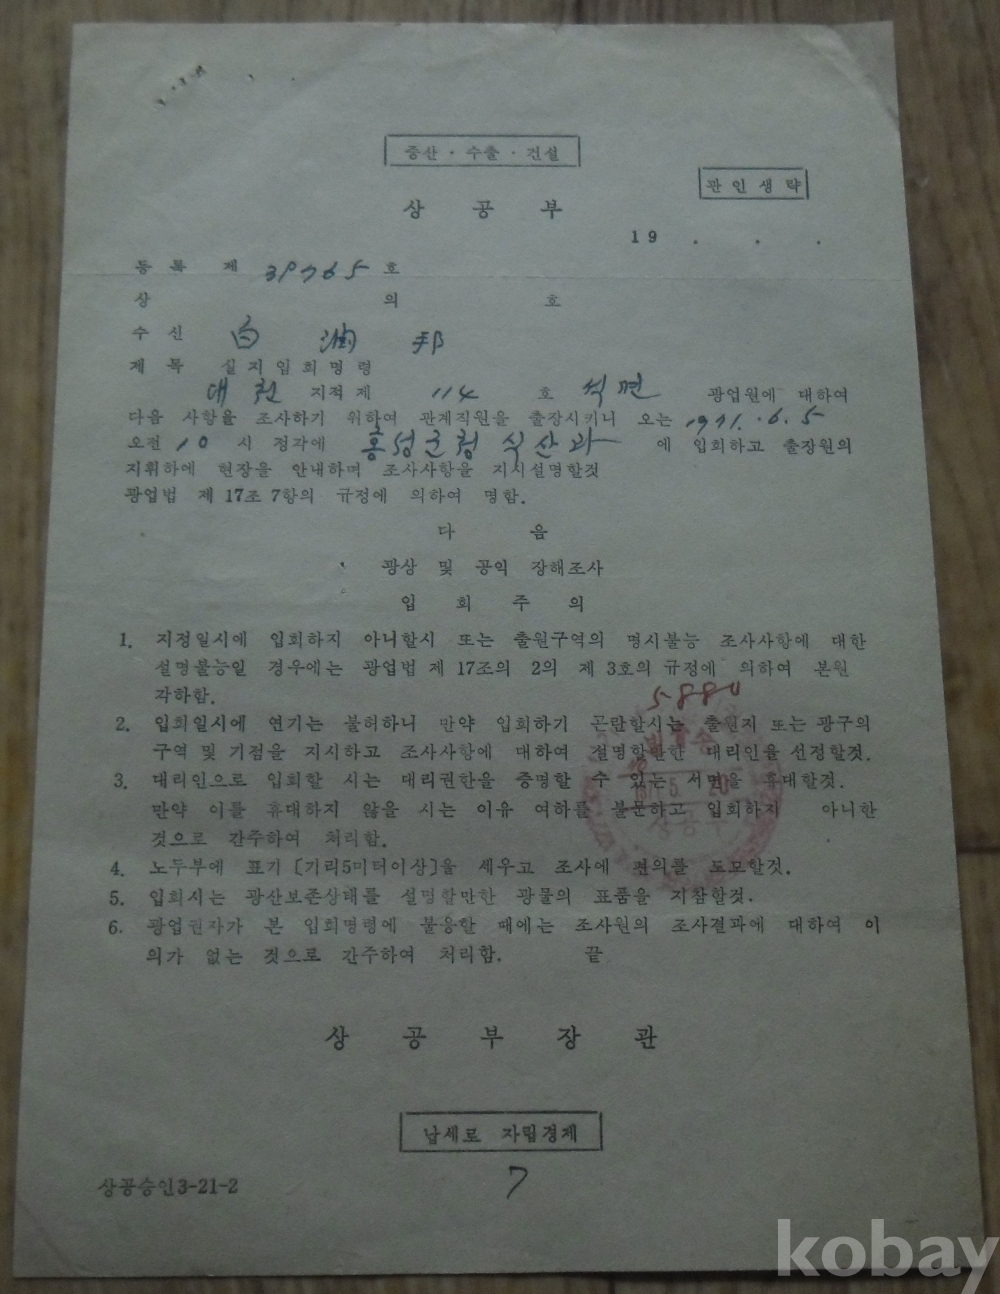 증산 · 수출 · 건설
관 인 생 략
상 공 부
19 . . .
등록 제 39765 호
상 의 호
수신 白 潤 邦
제목 실지입회명령
대천 지적제 114 호 석면 광업원에 대하여
다음 사항을 조사하기 위하여 관계직원을 출장시키니 오는 1971. 6. 5
오전 10 시 정각에 홍성군청 식산과 에 입회하고 출장원의
지휘하에 현장을 안내하며 조사사항을 지시설명할것
광업법 제 17조 7항의 규정에 의하여 명함.
다 음
광상 및 공익 장해조사
입 회 주 의
1. 지정일시에 입회하지 아니할시 또는 출원구역의 명시불능 조사사항에 대한
설명불능일 경우에는 광업법 제 17조의 2의 제 3호의 규정에 의하여 본원
각하함.
5880
2. 입회일시에 연기는 불허하니 만약 입회하기 곤란할시는 출원지 또는 광구의
구역 및 기점을 지시하고 조사사항에 대하여 설명할만한 대리인을 선정할것.
3. 대리인으로 입회할 시는 대리권한을 증명할 수 있는 서면을 휴대할것.
만약 이를 휴대하지 않을 시는 이유 여하를 불문하고 입회하지 아니한
것으로 간주하여 처리함.
상공부
4. 노두부에 표기 〔거리5미터이상〕을 세우고 조사에 편의를 도모할것.
5. 입회시는 광산보존상태를 설명할만한 광물의 표품을 지참할것.
6. 광업권자가 본 입회명령에 불응할 때에는 조사원의 조사결과에 대하여 이
의가 없는 것으로 간주하여 처리함. 끝
상 공 부 장 관
납세로 자립경제
7
상공승인3-21-2
kobay